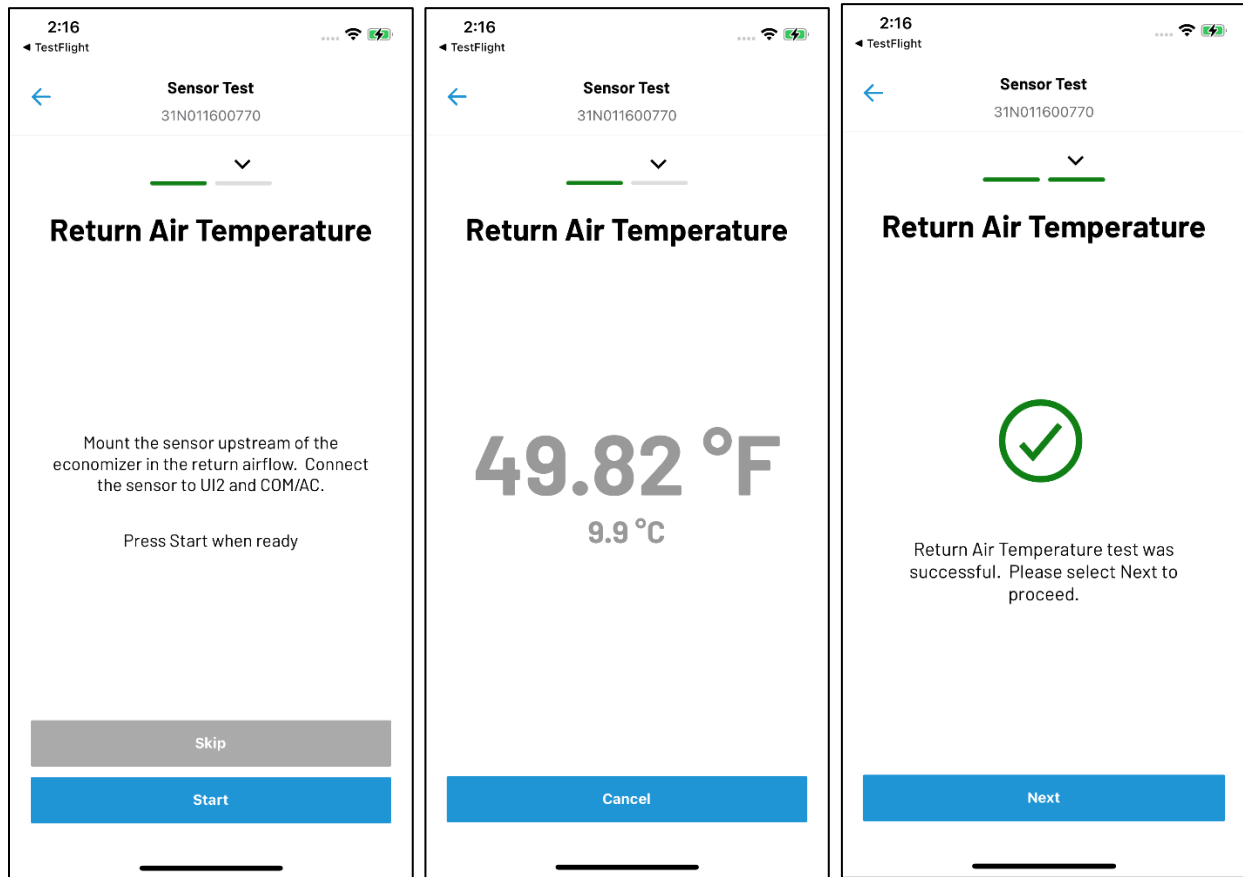 2:16
◄ TestFlight
Sensor Test
31N011600770
Return Air Temperature
Mount the sensor upstream of the
economizer in the return airflow.  Connect
the sensor to UI2 and COM/AC.
Press Start when ready
Skip
Start
2:16
◄ TestFlight
Sensor Test
31N011600770
Return Air Temperature
49.82 °F
9.9 °C
Cancel
2:16
◄ TestFlight
Sensor Test
31N011600770
Return Air Temperature
Return Air Temperature test was
successful.  Please select Next to
proceed.
Next